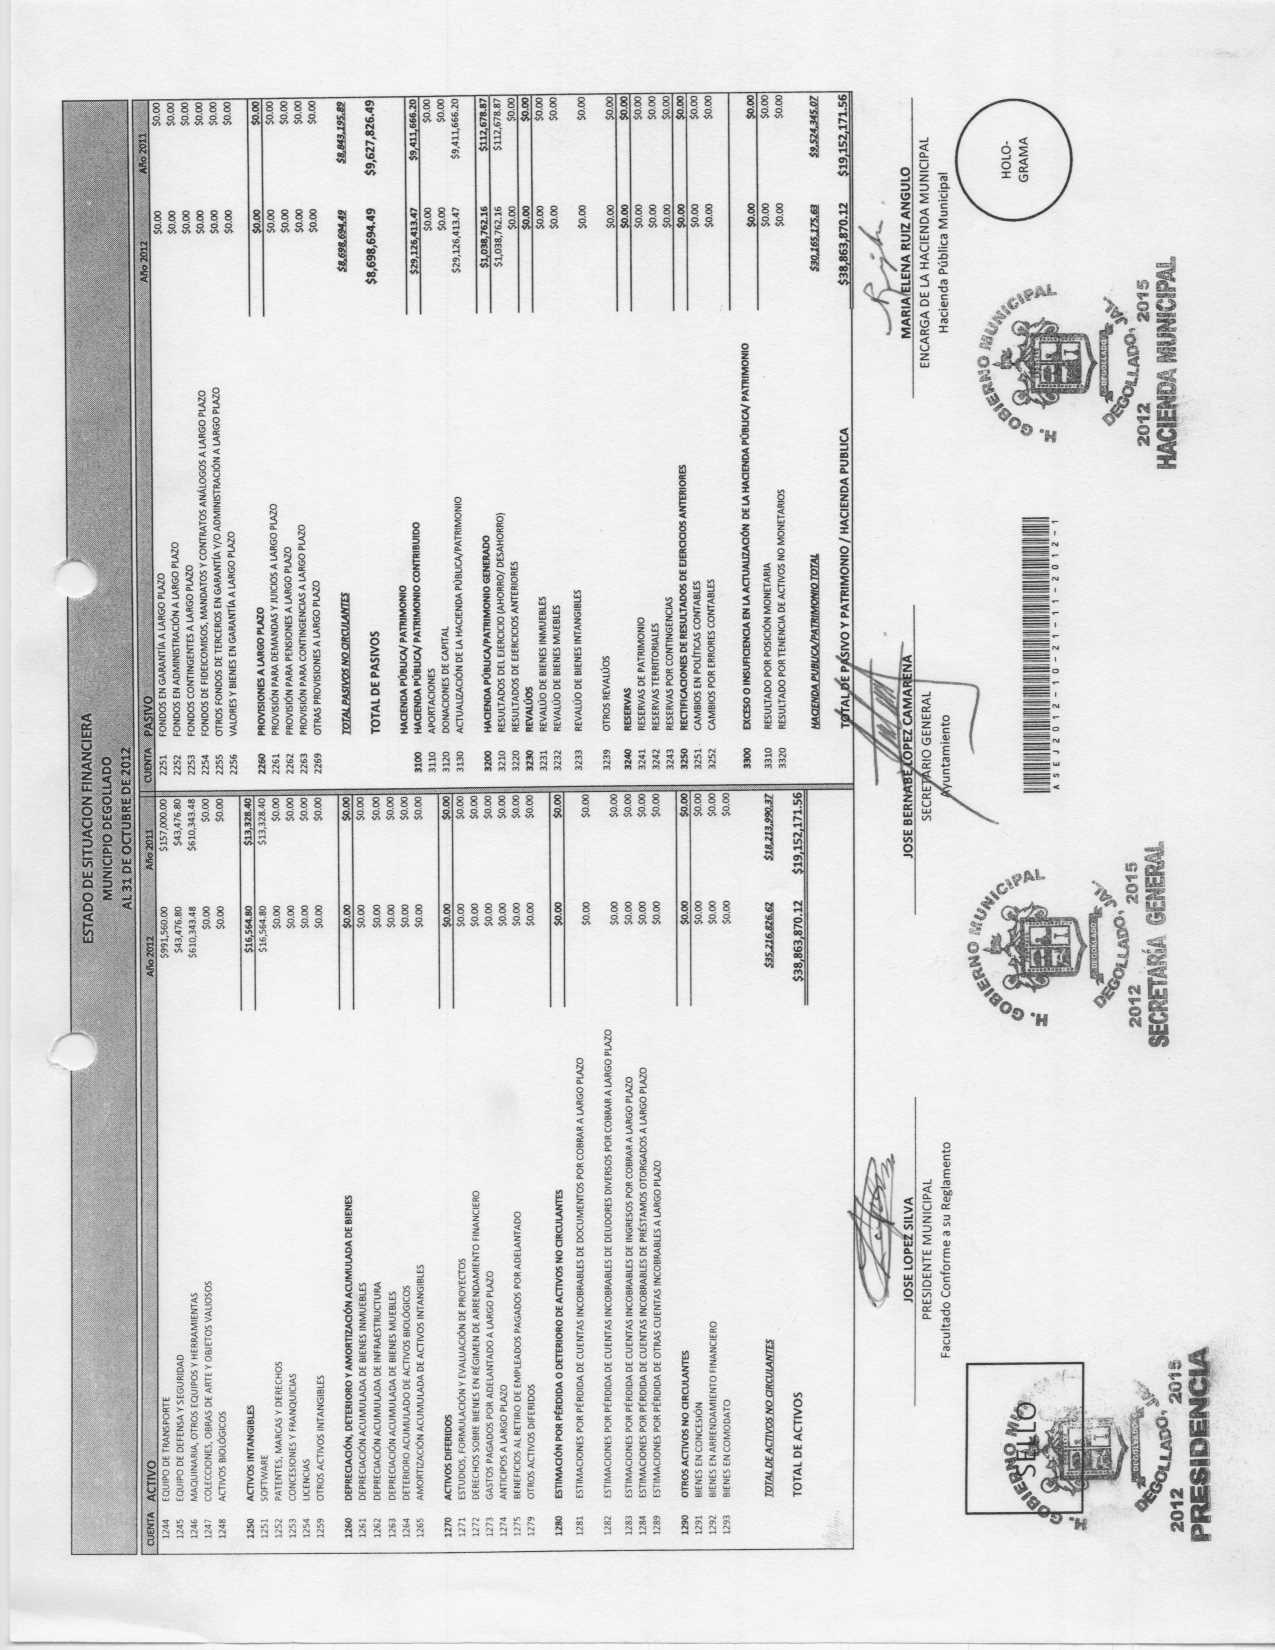 ESTADO DE SITUACION FINANCIERA
MUNICIPIO DEGOLLADO
AL 31 DE OCTUBRE DE 2012
CUENTA ACTIVO Año 2012 Año 2011
1244 EQUIPO DE TRANSPORTE $991,560.00 $157,000.00
1245 EQUIPO DE DEFENSA Y SEGURIDAD $43,476.80 $43,476.80
1246 MAQUINARIA, OTROS EQUIPOS Y HERRAMIENTAS $610,343.48 $610,343.48
1247 COLECCIONES, OBRAS DE ARTE Y OBJETOS VALIOSOS $0.00 $0.00
1248 ACTIVOS BIOLÓGICOS $0.00 $0.00
1250 ACTIVOS INTANGIBLES $16,564.80 $13,328.40
1251 SOFTWARE $16,564.80 $13,328.40
1252 PATENTES, MARCAS Y DERECHOS $0.00 $0.00
1253 CONCESIONES Y FRANQUICIAS $0.00 $0.00
1254 LICENCIAS $0.00 $0.00
1259 OTROS ACTIVOS INTANGIBLES $0.00 $0.00
1260 DEPRECIACIÓN, DETERIORO Y AMORTIZACIÓN ACUMULADA DE BIENES $0.00 $0.00
1261 DEPRECIACIÓN ACUMULADA DE BIENES INMUEBLES $0.00 $0.00
1262 DEPRECIACIÓN ACUMULADA DE INFRAESTRUCTURA $0.00 $0.00
1263 DEPRECIACIÓN ACUMULADA DE BIENES MUEBLES $0.00 $0.00
1264 DETERIORO ACUMULADO DE ACTIVOS BIOLÓGICOS $0.00 $0.00
1265 AMORTIZACIÓN ACUMULADA DE ACTIVOS INTANGIBLES $0.00 $0.00
1270 ACTIVOS DIFERIDOS $0.00 $0.00
1271 ESTUDIOS, FORMULACIÓN Y EVALUACIÓN DE PROYECTOS $0.00 $0.00
1272 DERECHOS SOBRE BIENES EN RÉGIMEN DE ARRENDAMIENTO FINANCIERO $0.00 $0.00
1273 GASTOS PAGADOS POR ADELANTADO A LARGO PLAZO $0.00 $0.00
1274 ANTICIPOS A LARGO PLAZO $0.00 $0.00
1275 BENEFICIOS AL RETIRO DE EMPLEADOS PAGADOS POR ADELANTADO $0.00 $0.00
1279 OTROS ACTIVOS DIFERIDOS $0.00 $0.00
1280 ESTIMACIÓN POR PÉRDIDA O DETERIORO DE ACTIVOS NO CIRCULANTES $0.00 $0.00
1281 ESTIMACIONES POR PÉRDIDA DE CUENTAS INCOBRABLES DE DOCUMENTOS POR COBRAR A LARGO PLAZO $0.00 $0.00
1282 ESTIMACIONES POR PÉRDIDA DE CUENTAS INCOBRABLES DE DEUDORES DIVERSOS POR COBRAR A LARGO PLAZO $0.00 $0.00
1283 ESTIMACIONES POR PÉRDIDA DE CUENTAS INCOBRABLES DE INGRESOS POR COBRAR A LARGO PLAZO $0.00 $0.00
1284 ESTIMACIONES POR PÉRDIDA DE CUENTAS INCOBRABLES DE PRÉSTAMOS OTORGADOS A LARGO PLAZO $0.00 $0.00
1289 ESTIMACIONES POR PÉRDIDA DE OTRAS CUENTAS INCOBRABLES A LARGO PLAZO $0.00 $0.00
1290 OTROS ACTIVOS NO CIRCULANTES $0.00 $0.00
1291 BIENES EN CONCESIÓN $0.00 $0.00
1292 BIENES EN ARRENDAMIENTO FINANCIERO $0.00 $0.00
1293 BIENES EN COMODATO $0.00 $0.00
TOTAL DE ACTIVOS NO CIRCULANTES $35,216,826.62 $18,213,990.37
TOTAL DE ACTIVOS $38,863,870.12 $19,152,171.56
CUENTA PASIVO Año 2012 Año 2011
2251 FONDOS EN GARANTÍA A LARGO PLAZO $0.00 $0.00
2252 FONDOS EN ADMINISTRACIÓN A LARGO PLAZO $0.00 $0.00
2253 FONDOS CONTINGENTES A LARGO PLAZO $0.00 $0.00
2254 FONDOS DE FIDEICOMISOS, MANDATOS Y CONTRATOS ANÁLOGOS A LARGO PLAZO $0.00 $0.00
2255 OTROS FONDOS DE TERCEROS EN GARANTÍA Y/O ADMINISTRACIÓN A LARGO PLAZO $0.00 $0.00
2256 VALORES Y BIENES EN GARANTÍA A LARGO PLAZO $0.00 $0.00
2260 PROVISIONES A LARGO PLAZO $0.00 $0.00
2261 PROVISIÓN PARA DEMANDAS Y JUICIOS A LARGO PLAZO $0.00 $0.00
2262 PROVISIÓN PARA PENSIONES A LARGO PLAZO $0.00 $0.00
2263 PROVISIÓN PARA CONTINGENCIAS A LARGO PLAZO $0.00 $0.00
2269 OTRAS PROVISIONES A LARGO PLAZO $0.00 $0.00
TOTAL PASIVOS NO CIRCULANTES $8,698,694.49 $8,843,195.89
TOTAL DE PASIVOS $8,698,694.49 $9,627,826.49
HACIENDA PÚBLICA/ PATRIMONIO
3100 HACIENDA PÚBLICA/ PATRIMONIO CONTRIBUIDO $29,126,413.47 $9,411,666.20
3110 APORTACIONES $0.00 $0.00
3120 DONACIONES DE CAPITAL $0.00 $0.00
3130 ACTUALIZACIÓN DE LA HACIENDA PÚBLICA/PATRIMONIO $29,126,413.47 $9,411,666.20
3200 HACIENDA PÚBLICA/PATRIMONIO GENERADO $1,038,762.16 $112,678.87
3210 RESULTADOS DEL EJERCICIO (AHORRO/ DESAHORRO) $1,038,762.16 $112,678.87
3220 RESULTADOS DE EJERCICIOS ANTERIORES $0.00 $0.00
3230 REVALÚOS $0.00 $0.00
3231 REVALÚO DE BIENES INMUEBLES $0.00 $0.00
3232 REVALÚO DE BIENES MUEBLES $0.00 $0.00
3233 REVALÚO DE BIENES INTANGIBLES $0.00 $0.00
3239 OTROS REVALÚOS $0.00 $0.00
3240 RESERVAS $0.00 $0.00
3241 RESERVAS DE PATRIMONIO $0.00 $0.00
3242 RESERVAS TERRITORIALES $0.00 $0.00
3243 RESERVAS POR CONTINGENCIAS $0.00 $0.00
3250 RECTIFICACIONES DE RESULTADOS DE EJERCICIOS ANTERIORES $0.00 $0.00
3251 CAMBIOS EN POLÍTICAS CONTABLES $0.00 $0.00
3252 CAMBIOS POR ERRORES CONTABLES $0.00 $0.00
3300 EXCESO O INSUFICIENCIA EN LA ACTUALIZACIÓN DE LA HACIENDA PÚBLICA/ PATRIMONIO $0.00 $0.00
3310 RESULTADO POR POSICIÓN MONETARIA $0.00 $0.00
3320 RESULTADO POR TENENCIA DE ACTIVOS NO MONETARIOS $0.00 $0.00
HACIENDA PUBLICA/PATRIMONIO TOTAL $30,165,175.63 $9,524,345.07
TOTAL DE PASIVO Y PATRIMONIO / HACIENDA PUBLICA $38,863,870.12 $19,152,171.56
JOSE LOPEZ SILVA
PRESIDENTE MUNICIPAL
Facultado Conforme a su Reglamento
JOSE BERNABE LOPEZ CAMARENA
SECRETARIO GENERAL
Ayuntamiento
MARIA ELENA RUIZ ANGULO
ENCARGA DE LA HACIENDA MUNICIPAL
Hacienda Pública Municipal
SELLO
DEGOLLADO,
2012 2015
PRESIDENCIA
H. GOBIERNO MUNICIPAL
DEGOLLADO, JAL.
2012 2015
SECRETARÍA GENERAL
ASEJ2012-10-21-11-2012-1
H. GOBIERNO MUNICIPAL
DEGOLLADO, JAL.
2012 2015
HACIENDA MUNICIPAL
HOLO-
GRAMA